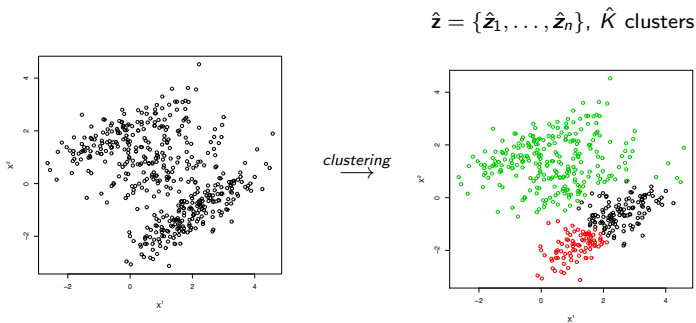 ẑ = {ẑ₁, . . . , ẑₙ}, K̂ clusters
4
2
0
−2
X²
−2 0 2 4
X¹
clustering
4
2
0
−2
X²
−2 0 2 4
X¹